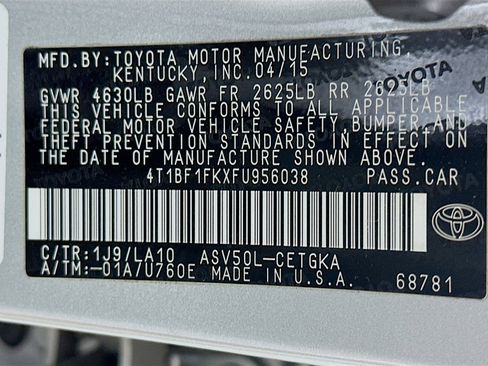 MFD.BY: TOYOTA MOTOR MANUFACTURING,
KENTUCKY, INC. 04/15
GVWR 4630LB GAWR FR 2625LB RR 2625LB
THIS VEHICLE CONFORMS TO ALL APPLICABLE
FEDERAL MOTOR VEHICLE SAFETY, BUMPER, AND
THEFT PREVENTION STANDARDS IN EFFECT ON
THE DATE OF MANUFACTURE SHOWN ABOVE.
4T1BF1FKXFU956038 PASS.CAR
C/TR:1J9/LA10 ASV50L-CETGKA
A/TM:-01A/U760E MADE IN U.S.A. 68781